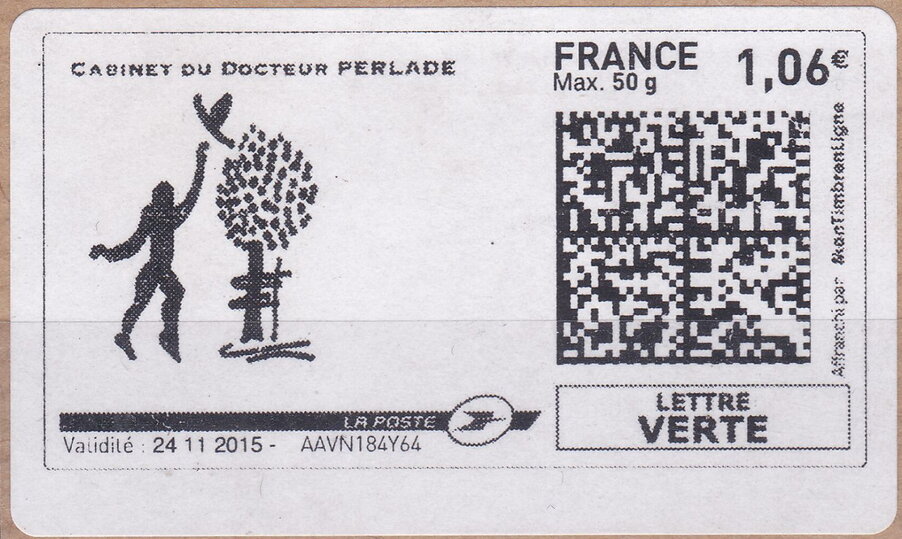 CABINET DU DOCTEUR PERLADE
FRANCE
Max. 50 g
1,06€
Affranchi par MonTimbrenLigne
LA POSTE
Validité : 24 11 2015 - AAVN184Y64
LETTRE
VERTE